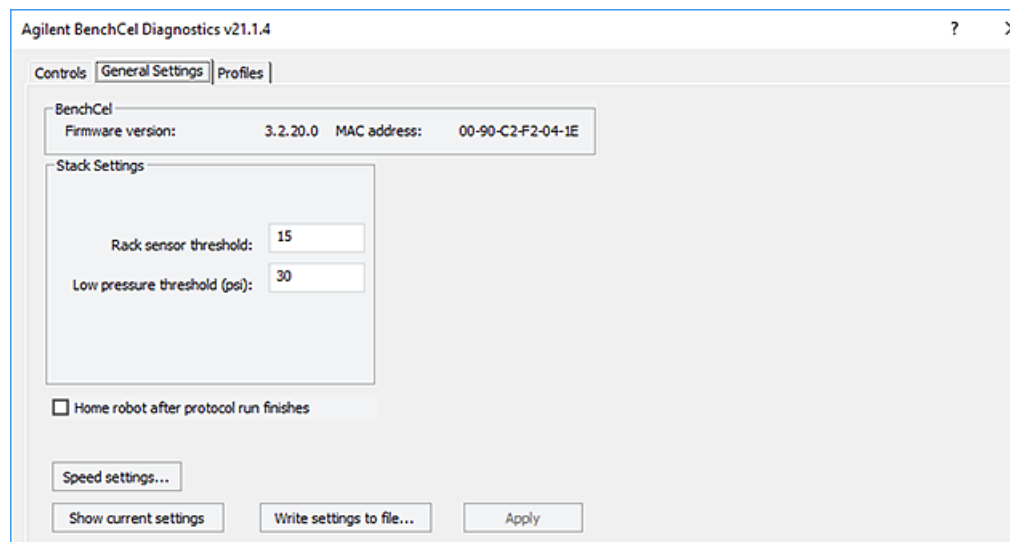 Agilent BenchCel Diagnostics v21.1.4 ?
Controls General Settings Profiles
BenchCel
Firmware version: 3.2.20.0 MAC address: 00-90-C2-F2-04-1E
Stack Settings
Rack sensor threshold: 15
Low pressure threshold (psi): 30
Home robot after protocol run finishes
Speed settings...
Show current settings Write settings to file... Apply